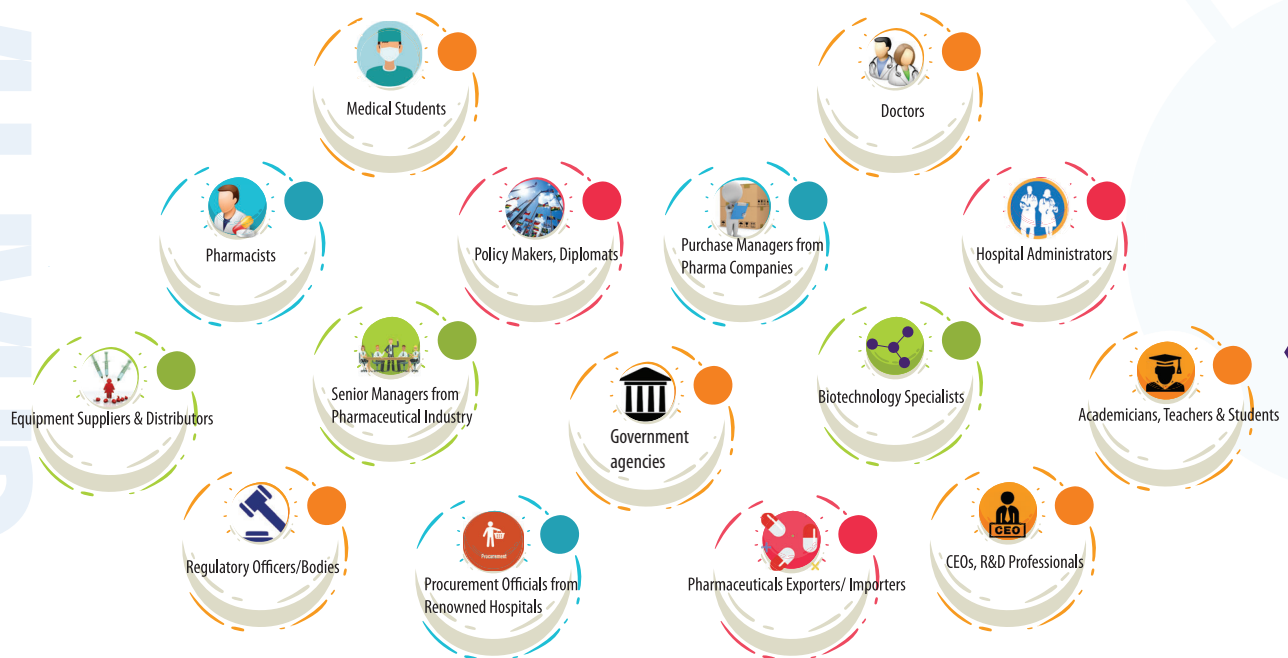 Medical Students
Doctors
Pharmacists
Policy Makers, Diplomats
Purchase Managers from
Pharma Companies
Hospital Administrators
Equipment Suppliers & Distributors
Senior Managers from
Pharmaceutical Industry
Government
agencies
Biotechnology Specialists
Academicians, Teachers & Students
Regulatory Officers/Bodies
Procurement
Procurement Officials from
Renowned Hospitals
Pharmaceuticals Exporters/ Importers
CEO
CEOs, R&D Professionals